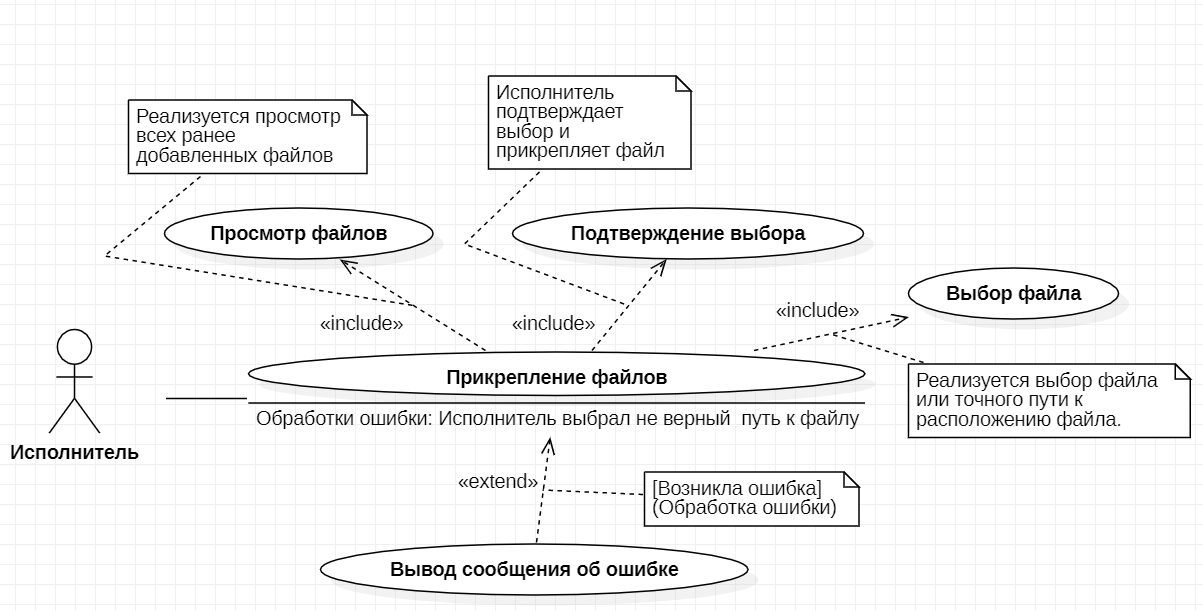 Исполнитель
подтверждает
выбор и
прикрепляет файл
Реализуется просмотр
всех ранее
добавленных файлов
Просмотр файлов
Подтверждение выбора
Выбор файла
«include»
«include»
«include»
Прикрепление файлов
Реализуется выбор файла
или точного пути к
расположению файла.
Обработки ошибки: Исполнитель выбрал не верный  путь к файлу
Исполнитель
«extend»
[Возникла ошибка]
(Обработка ошибки)
Вывод сообщения об ошибке